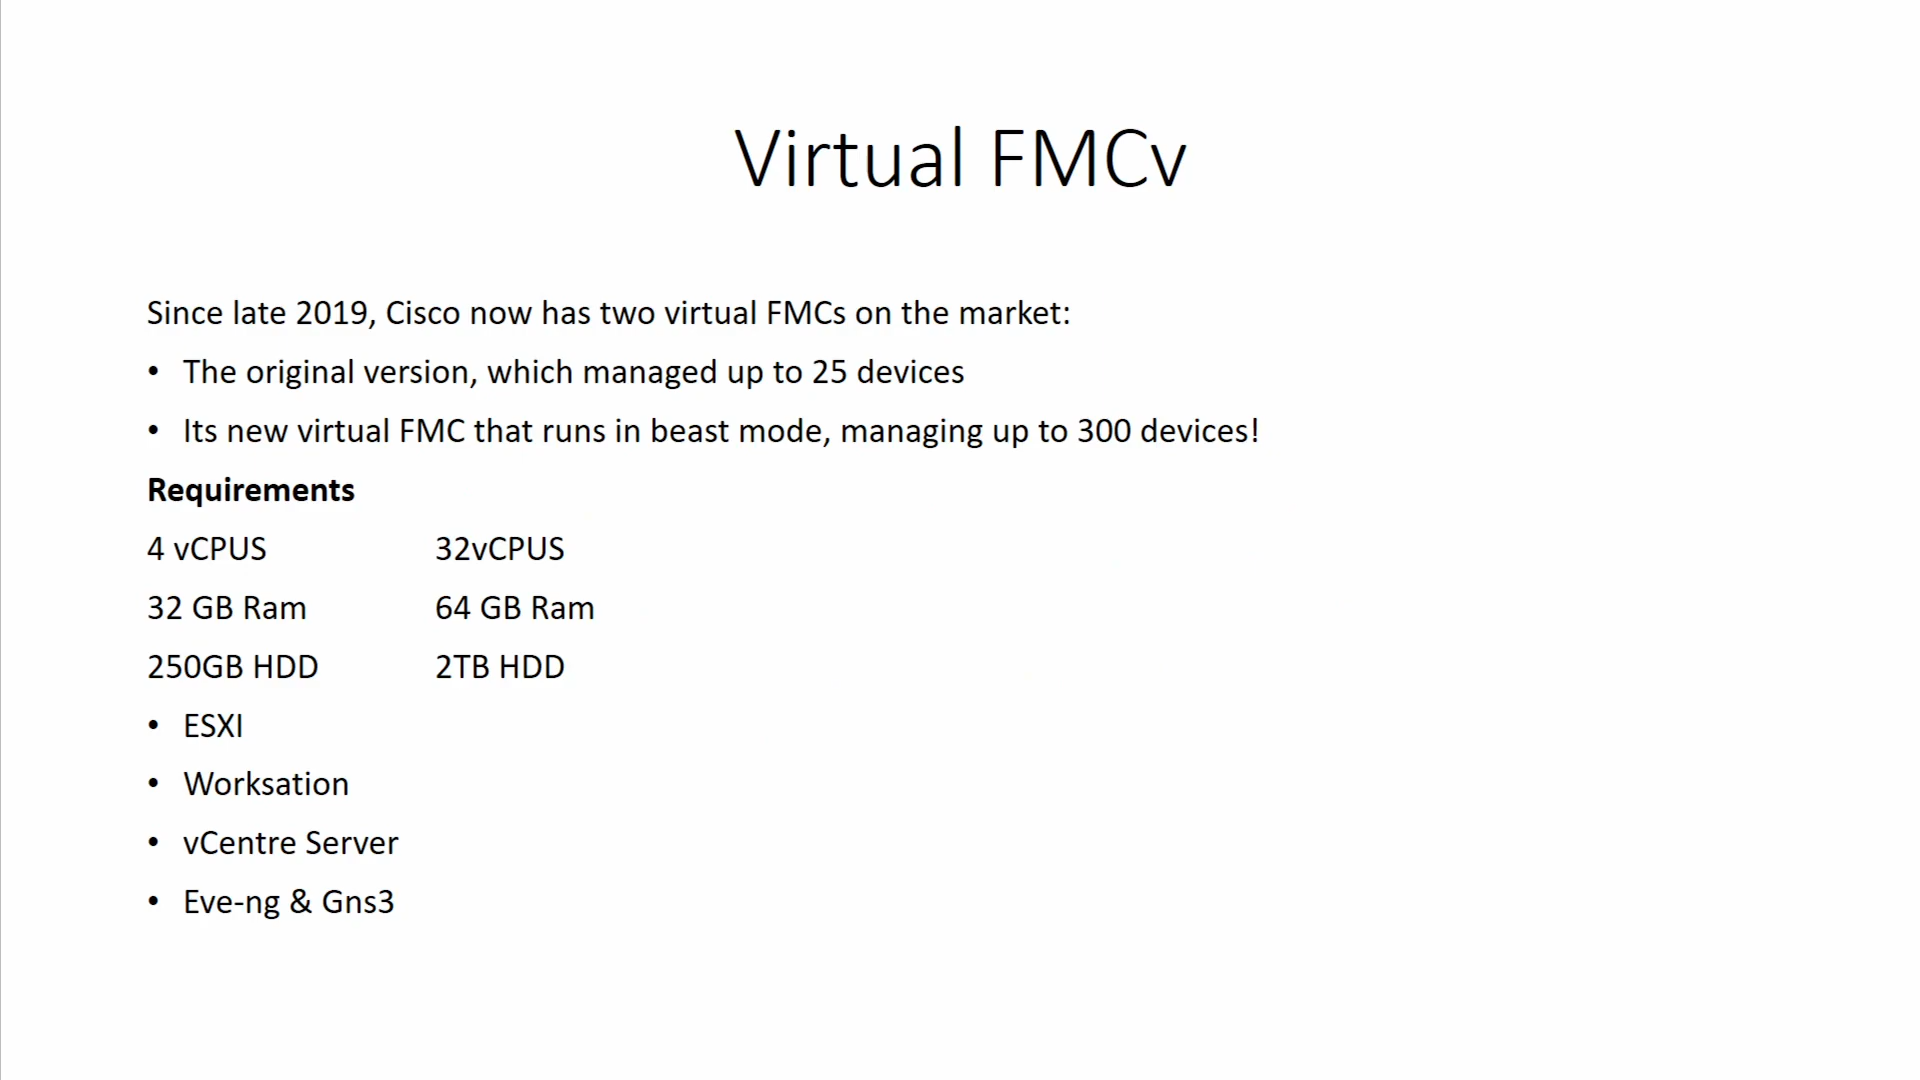 Virtual FMCv
Since late 2019, Cisco now has two virtual FMCs on the market:
• The original version, which managed up to 25 devices
• Its new virtual FMC that runs in beast mode, managing up to 300 devices!
Requirements
4 vCPUS 32vCPUS
32 GB Ram 64 GB Ram
250GB HDD 2TB HDD
• ESXI
• Worksation
• vCentre Server
• Eve-ng & Gns3